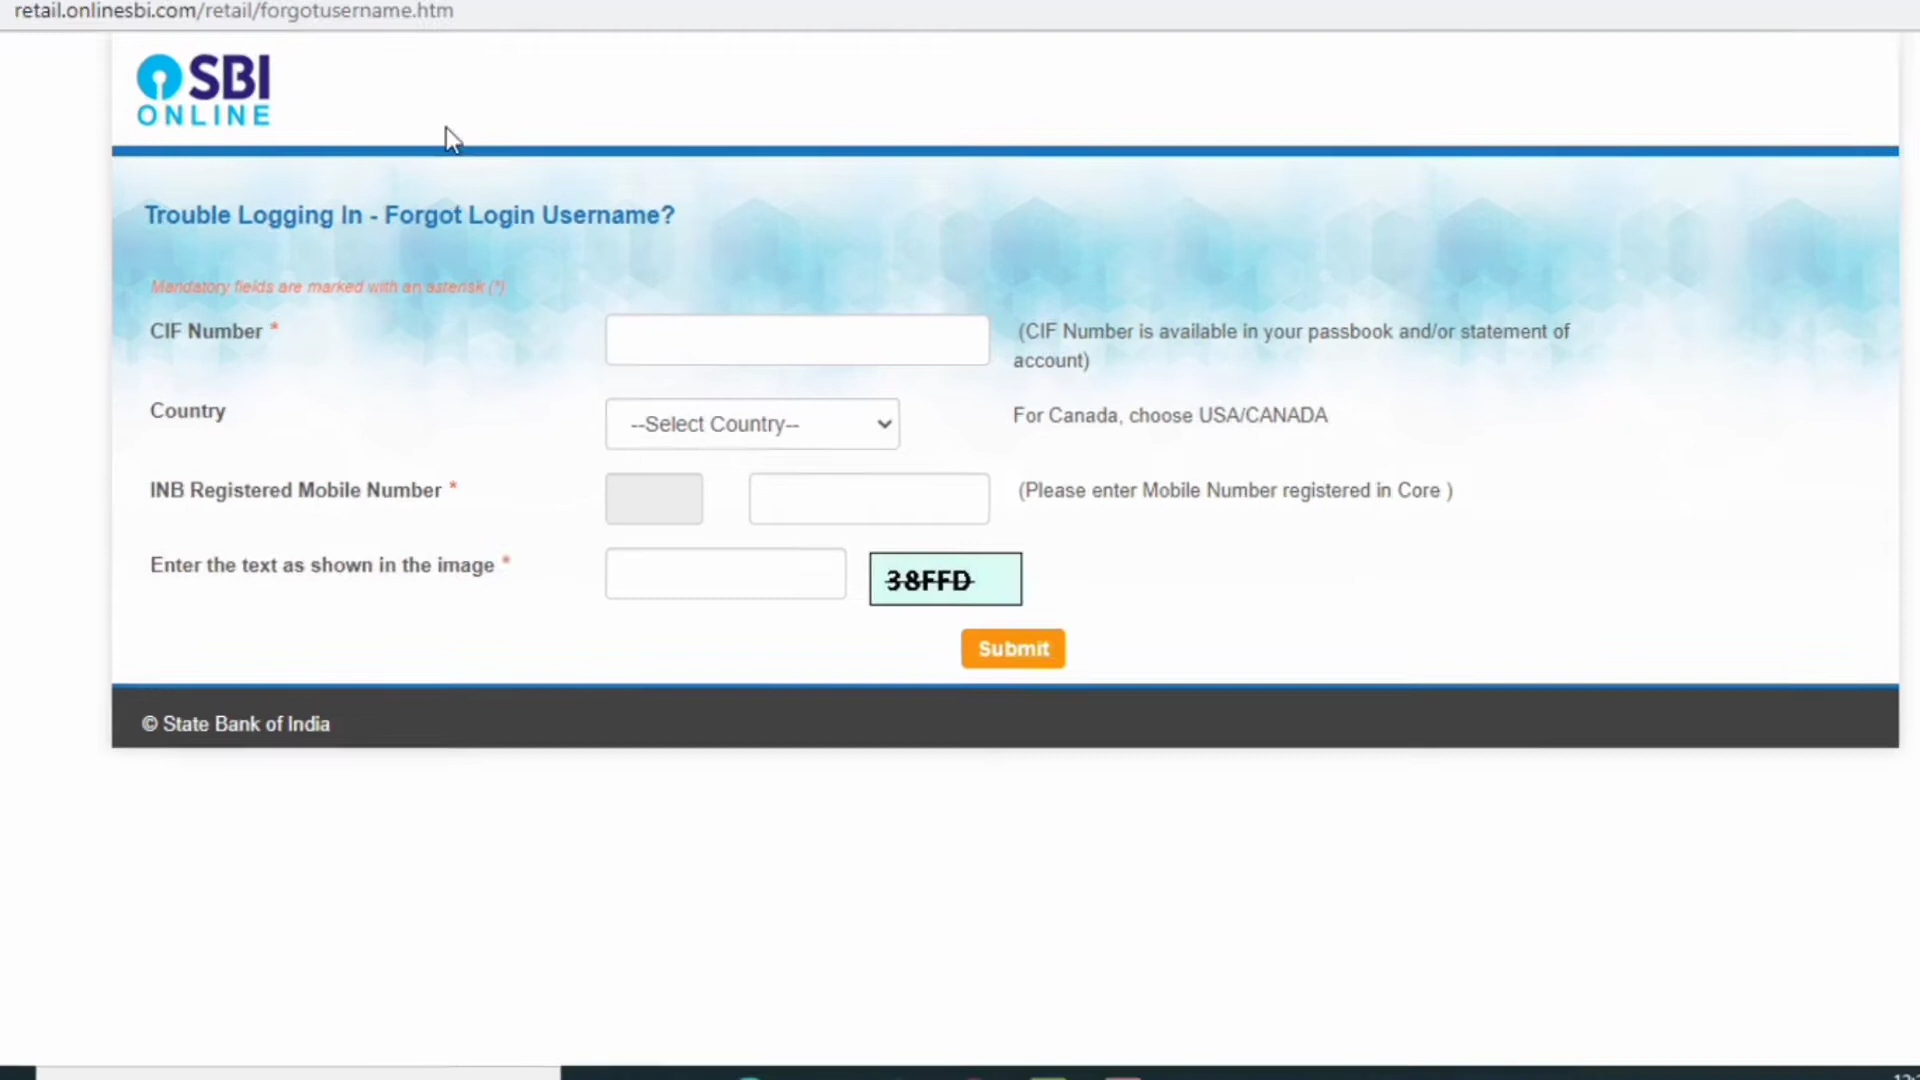 retail.onlinesbi.com/retail/forgotusername.htm
SBI
ONLINE
Trouble Logging In - Forgot Login Username?
Mandatory fields are marked with an asterisk (*)
CIF Number *
(CIF Number is available in your passbook and/or statement of
account)
Country
--Select Country--
For Canada, choose USA/CANADA
INB Registered Mobile Number *
(Please enter Mobile Number registered in Core )
Enter the text as shown in the image *
38FFD
Submit
© State Bank of India